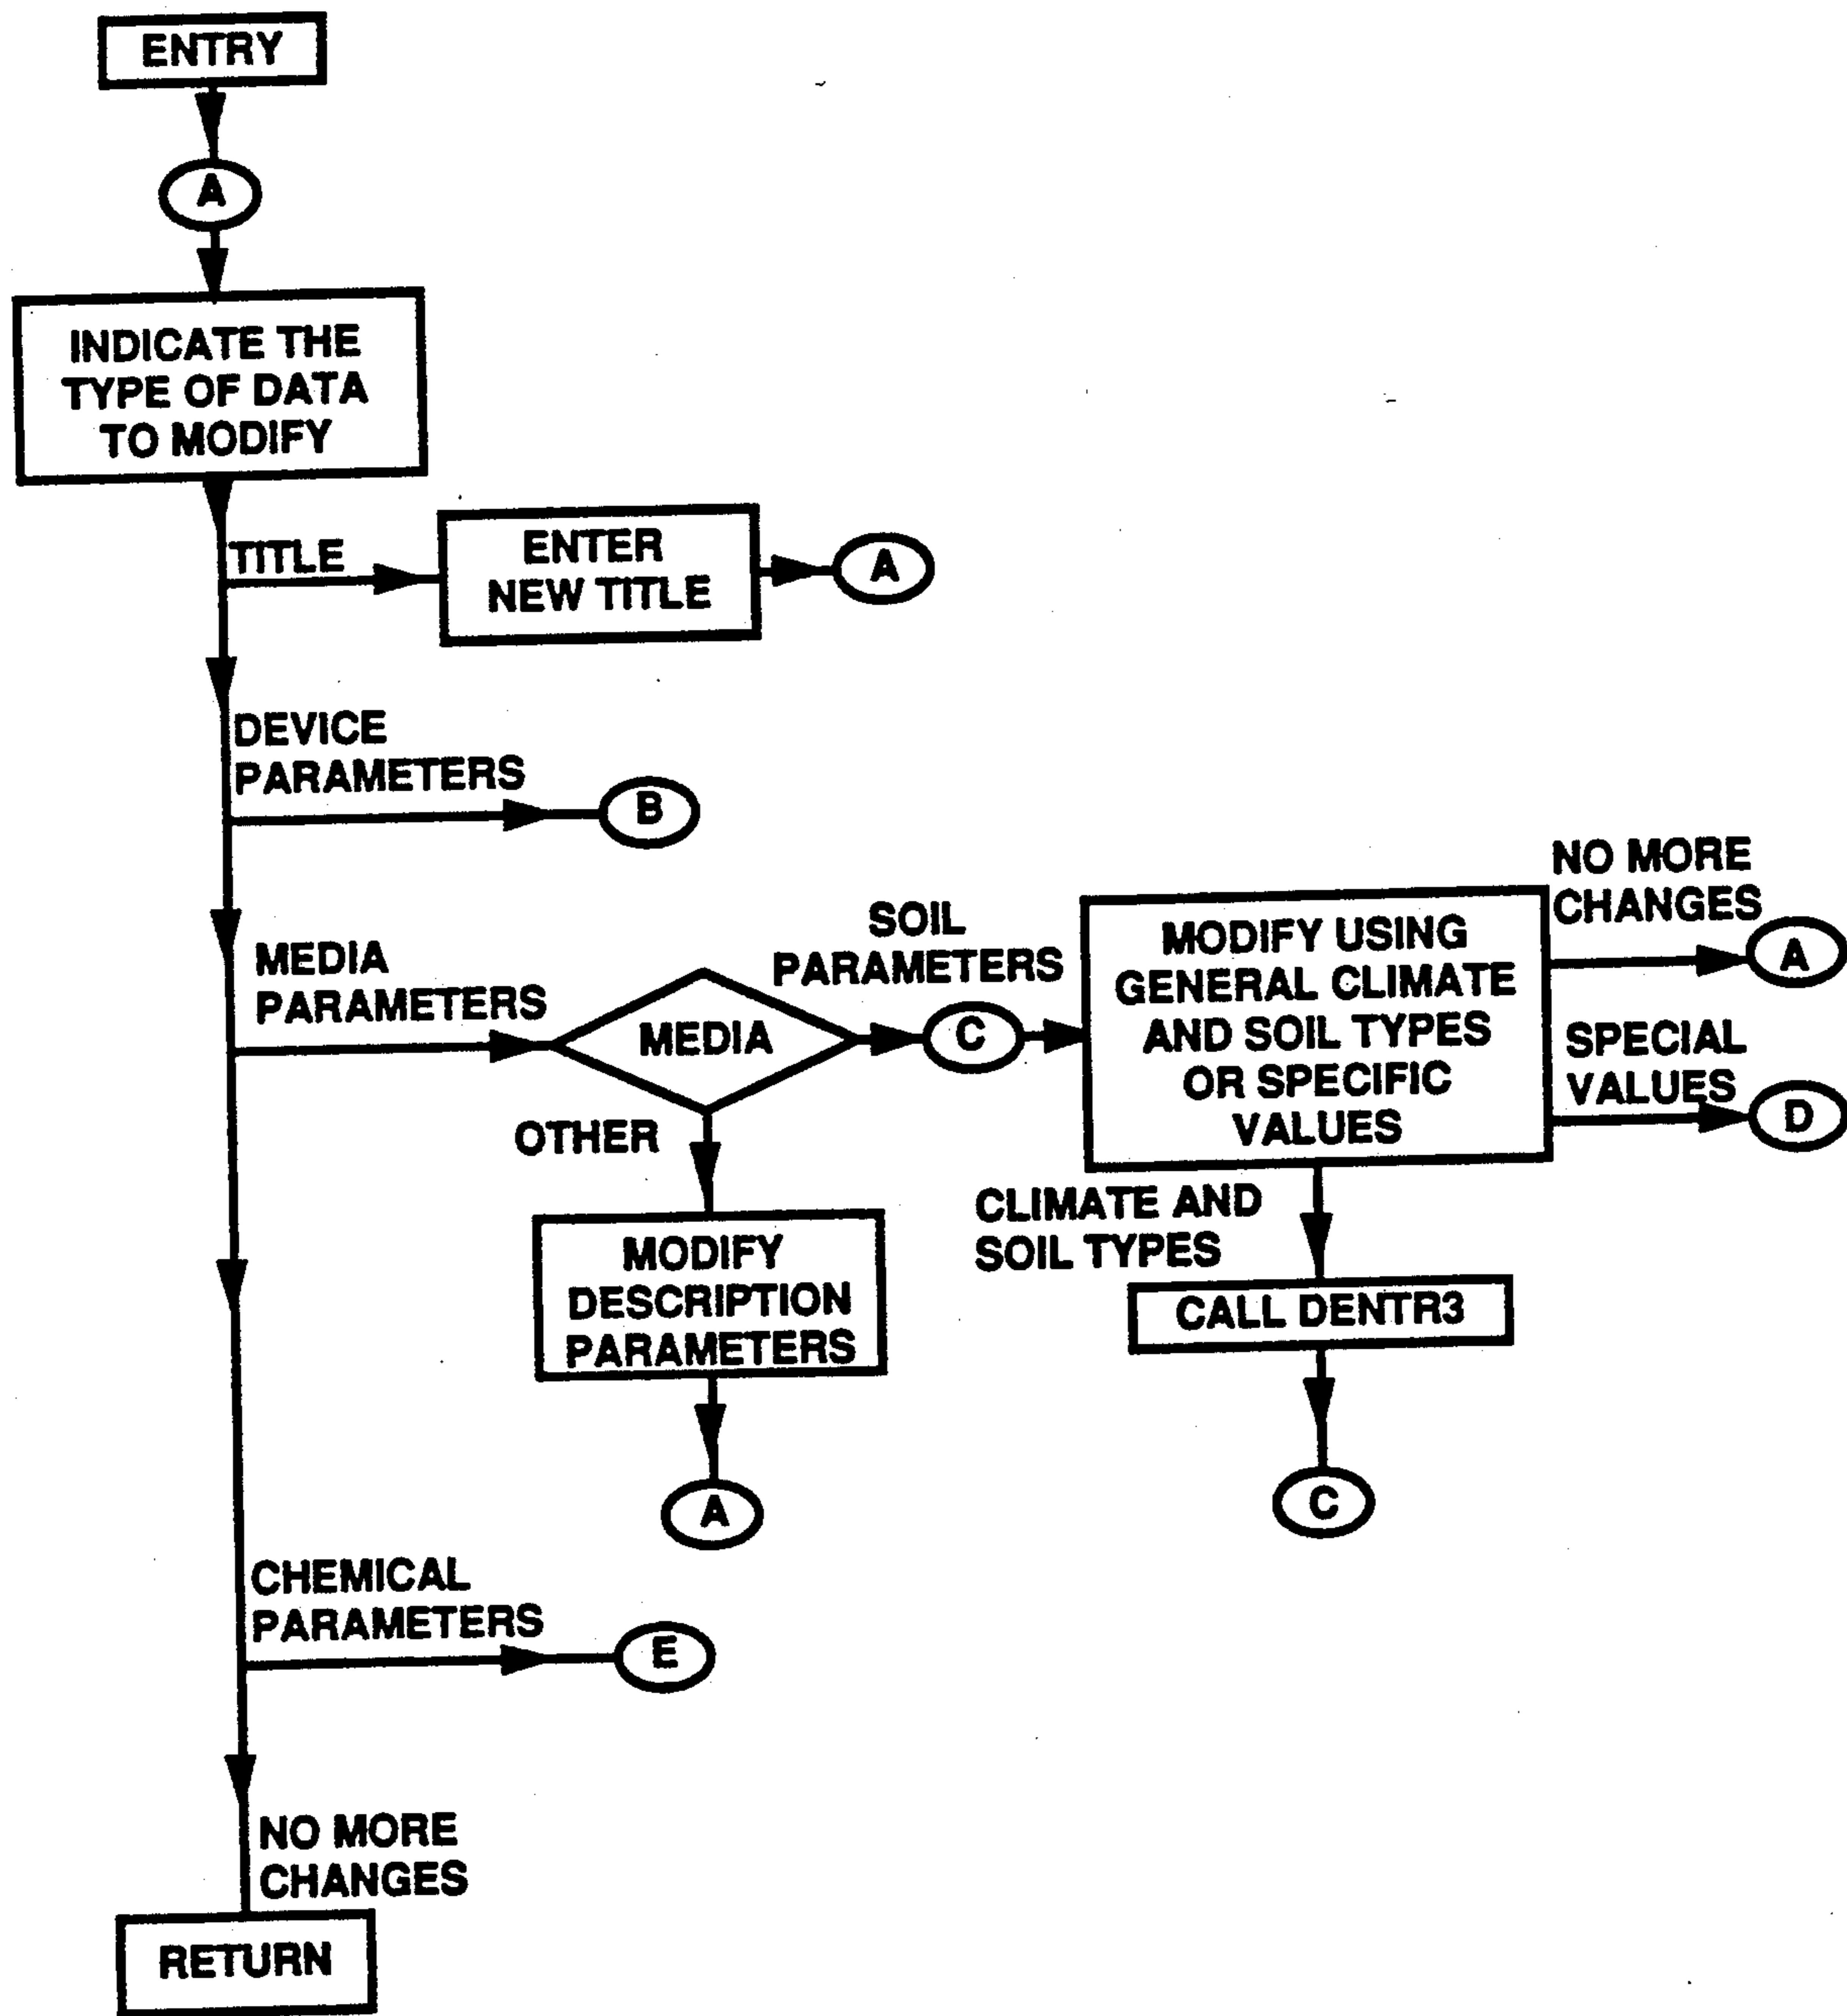 ENTRY
A
INDICATE THE
TYPE OF DATA
TO MODIFY
TITLE
ENTER
NEW TITLE
A
DEVICE
PARAMETERS
B
MEDIA
PARAMETERS
MEDIA
SOIL
PARAMETERS
C
MODIFY USING
GENERAL CLIMATE
AND SOIL TYPES
OR SPECIFIC
VALUES
NO MORE
CHANGES
A
SPECIAL
VALUES
D
OTHER
MODIFY
DESCRIPTION
PARAMETERS
A
CLIMATE AND
SOIL TYPES
CALL DENTR3
C
CHEMICAL
PARAMETERS
E
NO MORE
CHANGES
RETURN